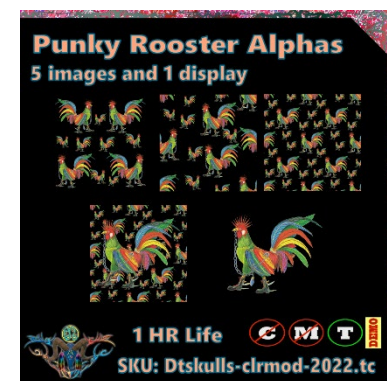 Punky Rooster Alphas
5 images and 1 display
1 HR Life
C M T DEMO
SKU: Dtskulls-clrmod-2022.tc